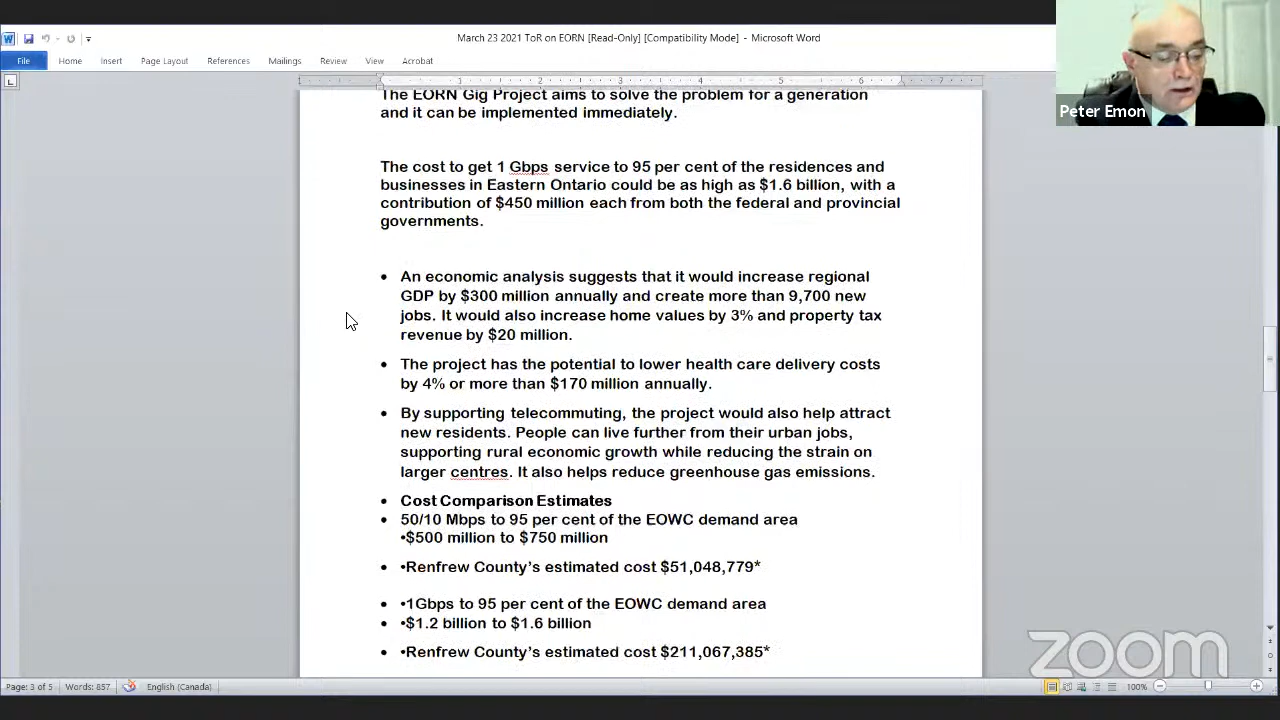 March 23 2021 ToR on EORN [Read-Only] [Compatibility Mode] - Microsoft Word
File Home Insert Page Layout References Mailings Review View Acrobat
Peter Emon
1 1 2 3 4 5 6 7
The EORN Gig Project aims to solve the problem for a generation
and it can be implemented immediately.
The cost to get 1 Gbps service to 95 per cent of the residences and
businesses in Eastern Ontario could be as high as $1.6 billion, with a
contribution of $450 million each from both the federal and provincial
governments.
• An economic analysis suggests that it would increase regional
GDP by $300 million annually and create more than 9,700 new
jobs. It would also increase home values by 3% and property tax
revenue by $20 million.
• The project has the potential to lower health care delivery costs
by 4% or more than $170 million annually.
• By supporting telecommuting, the project would also help attract
new residents. People can live further from their urban jobs,
supporting rural economic growth while reducing the strain on
larger centres. It also helps reduce greenhouse gas emissions.
• Cost Comparison Estimates
• 50/10 Mbps to 95 per cent of the EOWC demand area
•$500 million to $750 million
• •Renfrew County’s estimated cost $51,048,779*
• •1Gbps to 95 per cent of the EOWC demand area
• •$1.2 billion to $1.6 billion
• •Renfrew County’s estimated cost $211,067,385*
zoom
Page: 3 of 5 Words: 857 English (Canada) 100%